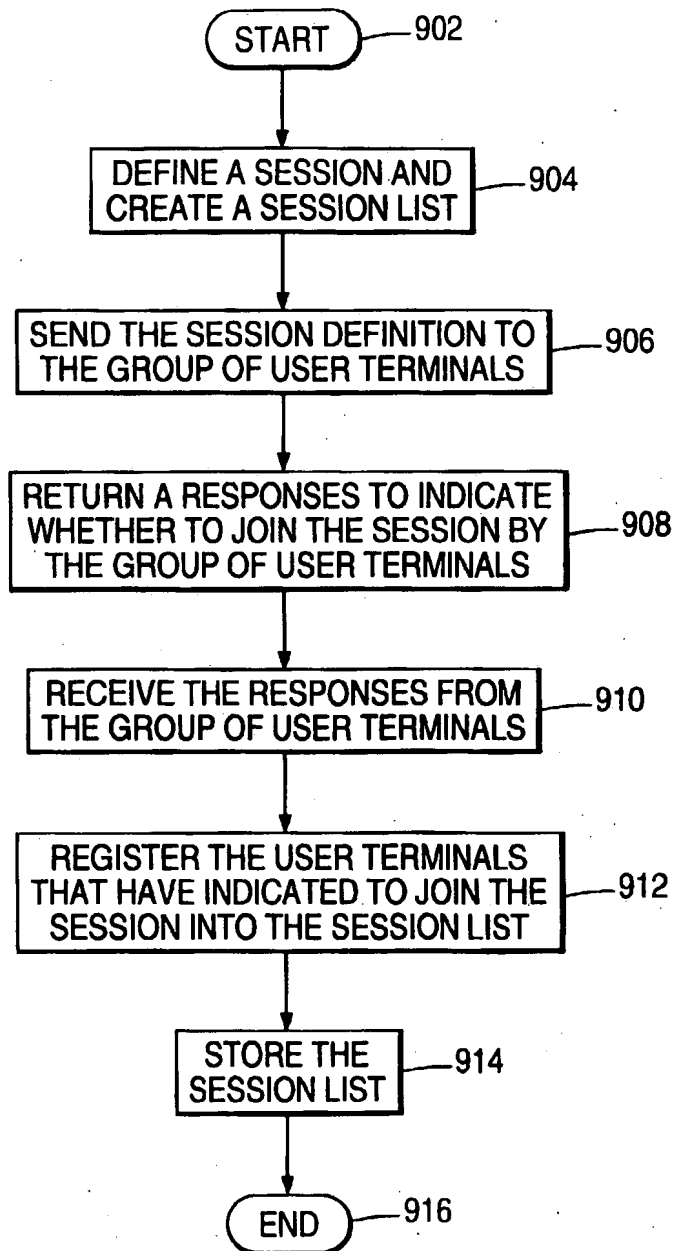 START
902
DEFINE A SESSION AND
CREATE A SESSION LIST
904
SEND THE SESSION DEFINITION TO
THE GROUP OF USER TERMINALS
906
RETURN A RESPONSES TO INDICATE
WHETHER TO JOIN THE SESSION BY
THE GROUP OF USER TERMINALS
908
RECEIVE THE RESPONSES FROM
THE GROUP OF USER TERMINALS
910
REGISTER THE USER TERMINALS
THAT HAVE INDICATED TO JOIN THE
SESSION INTO THE SESSION LIST
912
STORE THE
SESSION LIST
914
END
916